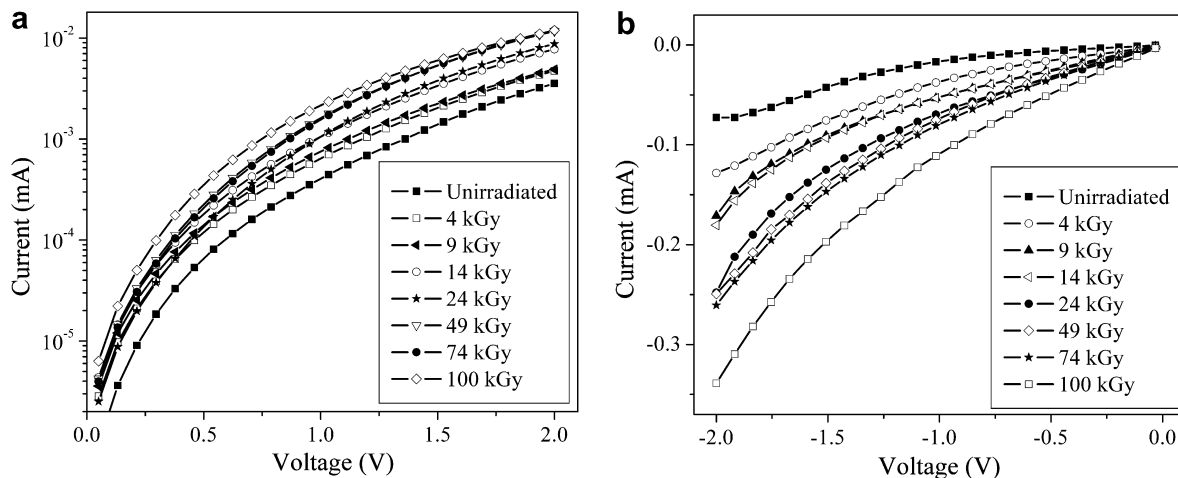 a
Current (mA)
10⁻²
10⁻³
10⁻⁴
10⁻⁵
Unirradiated
4 kGy
9 kGy
14 kGy
24 kGy
49 kGy
74 kGy
100 kGy
0.0 0.5 1.0 1.5 2.0
Voltage (V)
b
Current (mA)
0.0
-0.1
-0.2
-0.3
Unirradiated
4 kGy
9 kGy
14 kGy
24 kGy
49 kGy
74 kGy
100 kGy
-2.0 -1.5 -1.0 -0.5 0.0
Voltage (V)